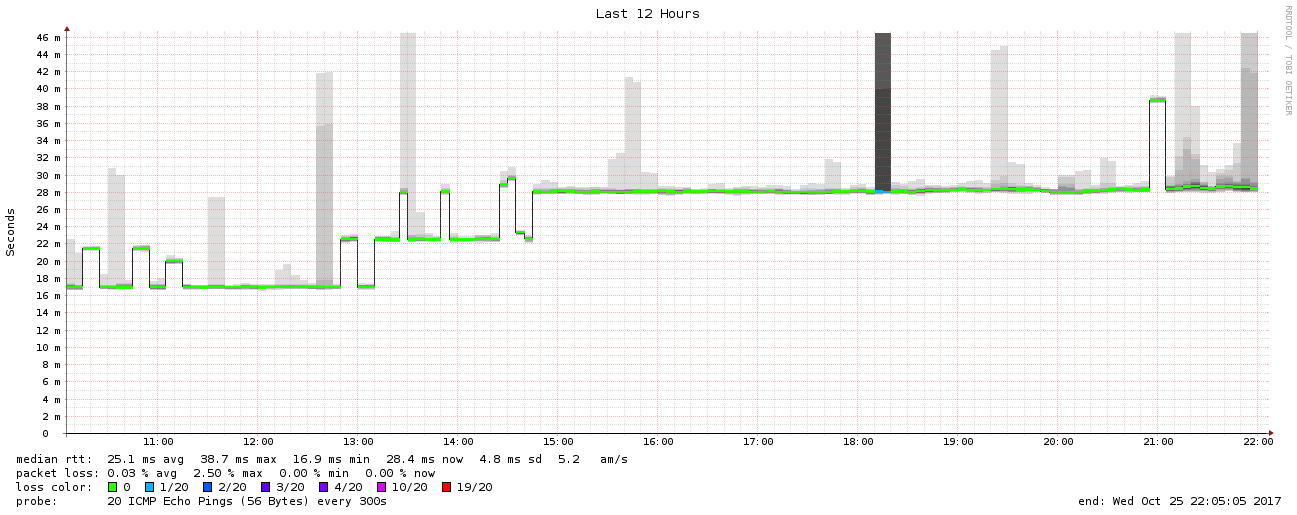 Last 12 Hours
RRDTOOL / TOBI OETIKER
Seconds
46 m
44 m
42 m
40 m
38 m
36 m
34 m
32 m
30 m
28 m
26 m
24 m
22 m
20 m
18 m
16 m
14 m
12 m
10 m
8 m
6 m
4 m
2 m
0
11:00 12:00 13:00 14:00 15:00 16:00 17:00 18:00 19:00 20:00 21:00 22:00
median rtt: 25.1 ms avg 38.7 ms max 16.9 ms min 28.4 ms now 4.8 ms sd 5.2 am/s
packet loss: 0.03 % avg 2.50 % max 0.00 % min 0.00 % now
loss color: 0 1/20 2/20 3/20 4/20 10/20 19/20
probe: 20 ICMP Echo Pings (56 Bytes) every 300s end: Wed Oct 25 22:05:05 2017